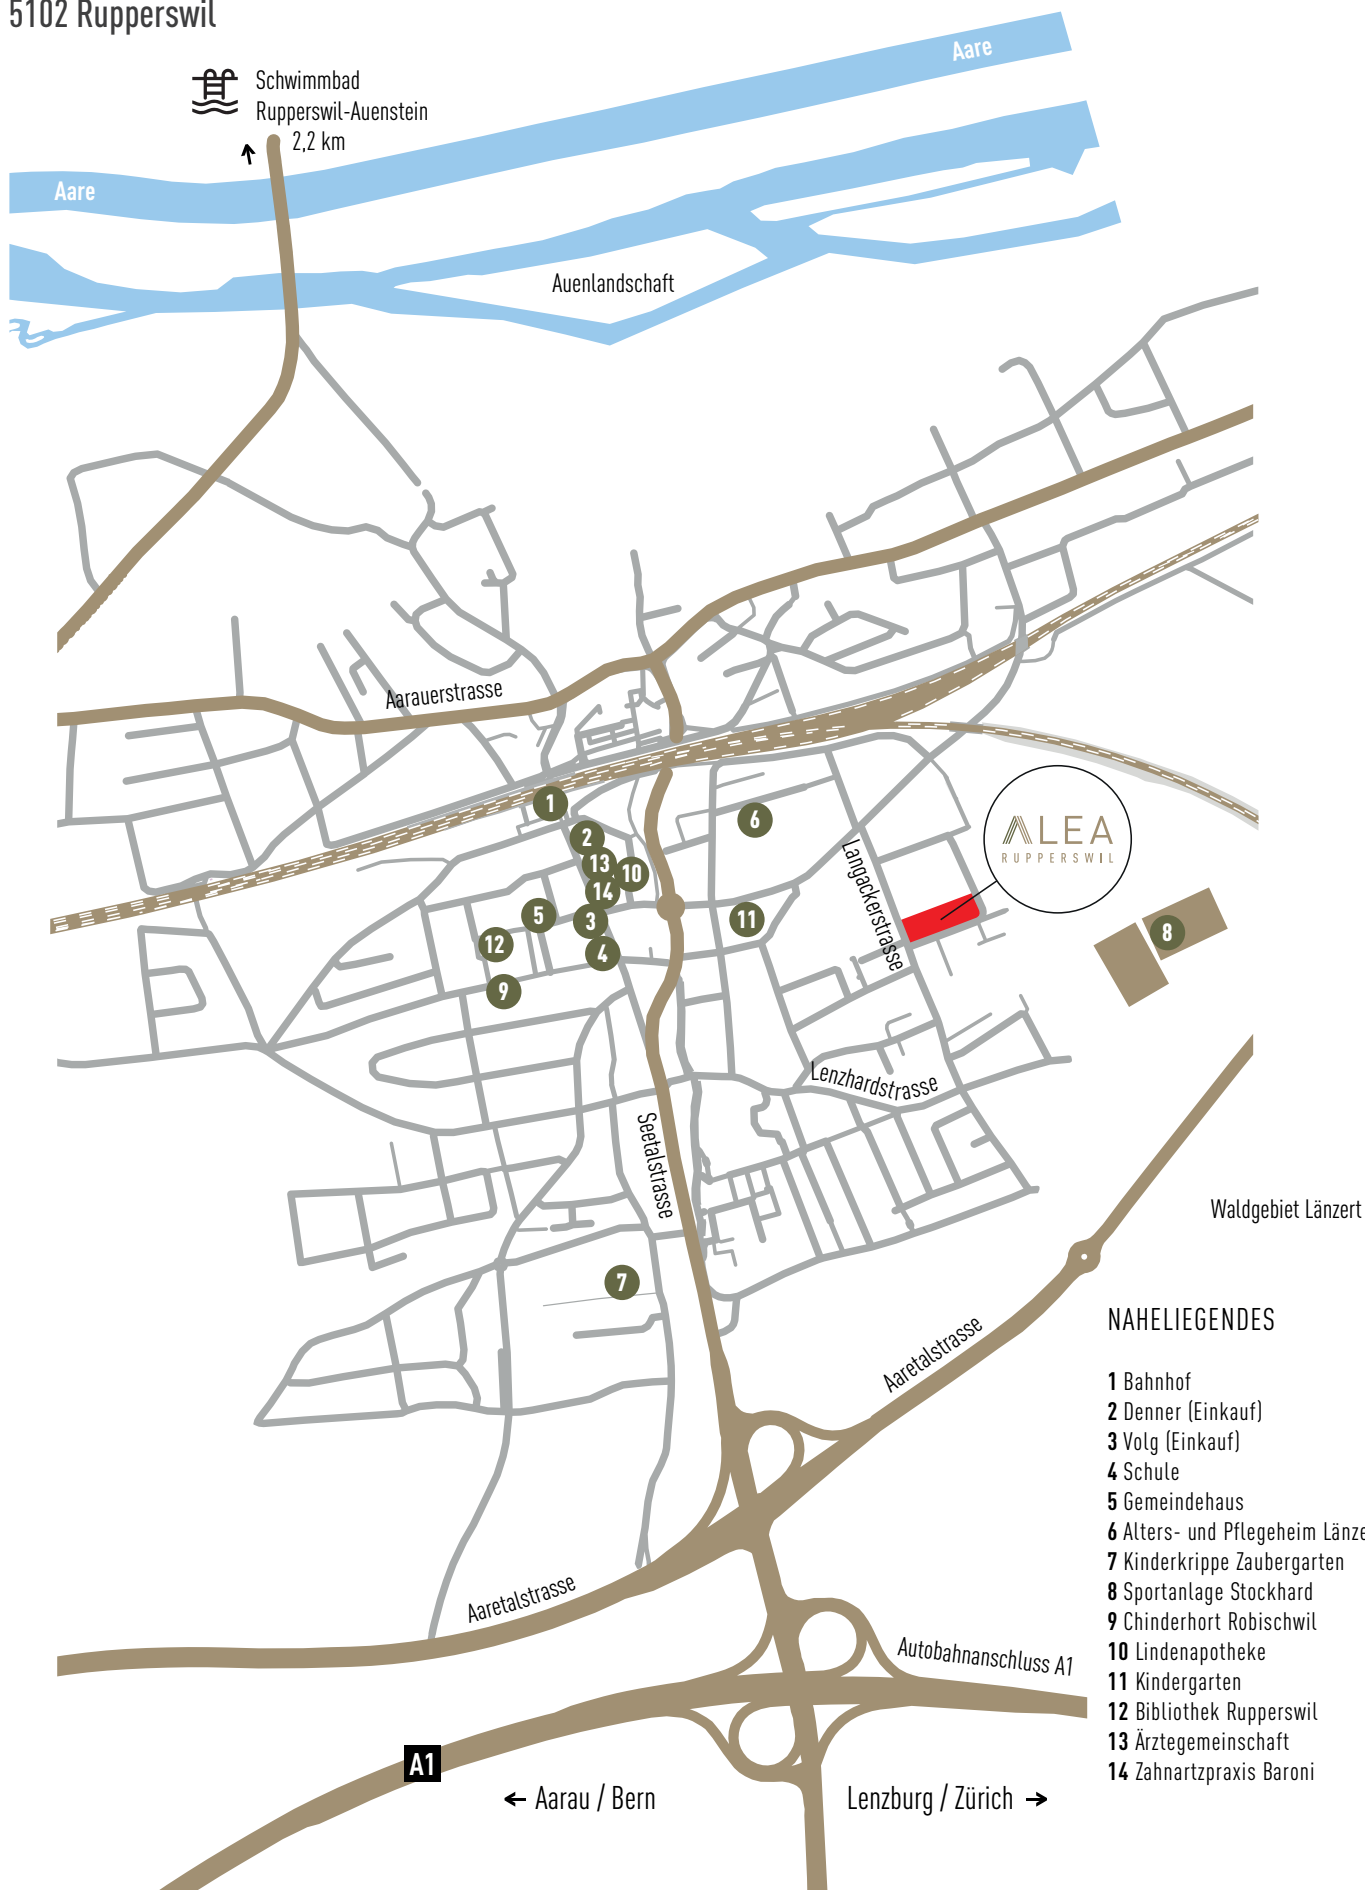 5102 Rupperswil
Schwimmbad
Rupperswil-Auenstein
2,2 km
Aare
Aare
Auenlandschaft
Aarauerstrasse
1
2
13
10
14
6
5
3
11
12
4
9
8
7
ALEA
RUPPERSWIL
Langackerstrasse
Lenzhardstrasse
Seetalstrasse
Waldgebiet Länzert
Aaretalstrasse
Aaretalstrasse
Autobahnanschluss A1
A1
← Aarau / Bern
Lenzburg / Zürich →
NAHELIEGENDES
1 Bahnhof
2 Denner (Einkauf)
3 Volg (Einkauf)
4 Schule
5 Gemeindehaus
6 Alters- und Pflegeheim Länze
7 Kinderkrippe Zaubergarten
8 Sportanlage Stockhard
9 Chinderhort Robischwil
10 Lindenapotheke
11 Kindergarten
12 Bibliothek Rupperswil
13 Ärztegemeinschaft
14 Zahnartzpraxis Baroni